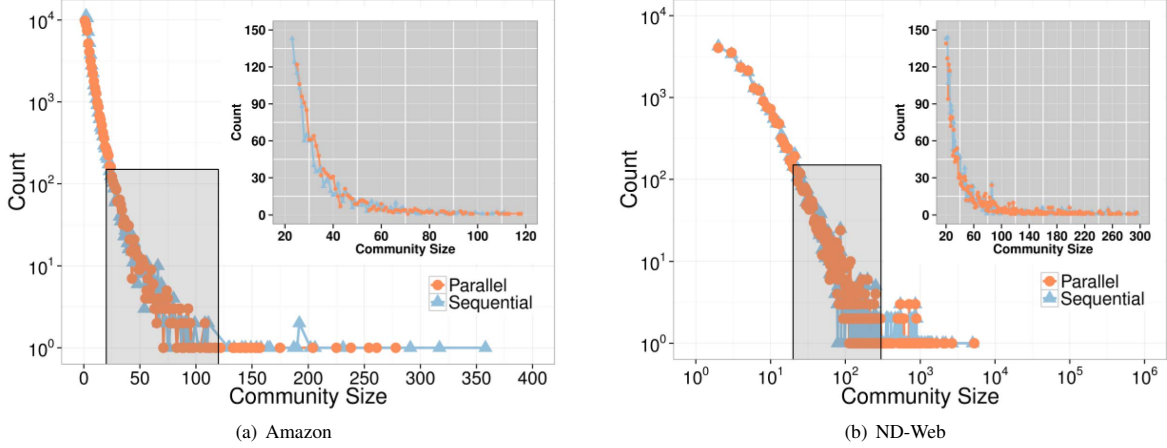 10^4
10^3
10^2
10^1
10^0
Count
0 50 100 150 200 250 300 350 400
Community Size
150
120
90
60
30
0
Count
20 40 60 80 100 120
Community Size
Parallel
Sequential
(a) Amazon
10^5
10^4
10^3
10^2
10^1
10^0
Count
10^0 10^1 10^2 10^3 10^4 10^5 10^6
Community Size
150
120
90
60
30
0
Count
20 60 100 140 180 220 260 300
Community Size
Parallel
Sequential
(b) ND-Web